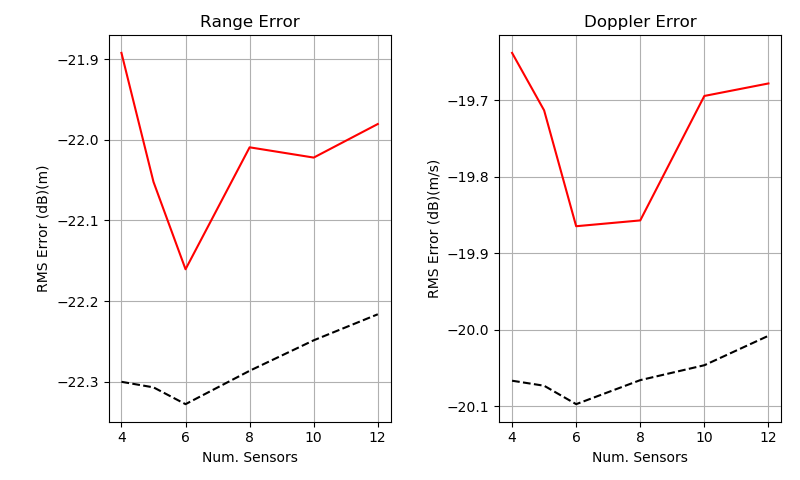 Range Error
RMS Error (dB)(m)
−21.9
−22.0
−22.1
−22.2
−22.3
4 6 8 10 12
Num. Sensors
Doppler Error
RMS Error (dB)(m/s)
−19.7
−19.8
−19.9
−20.0
−20.1
4 6 8 10 12
Num. Sensors